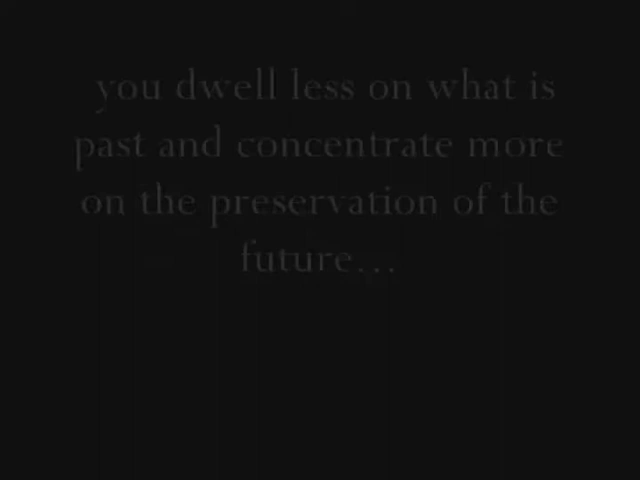 you dwell less on what is
past and concentrate more
on the preservation of the
future...